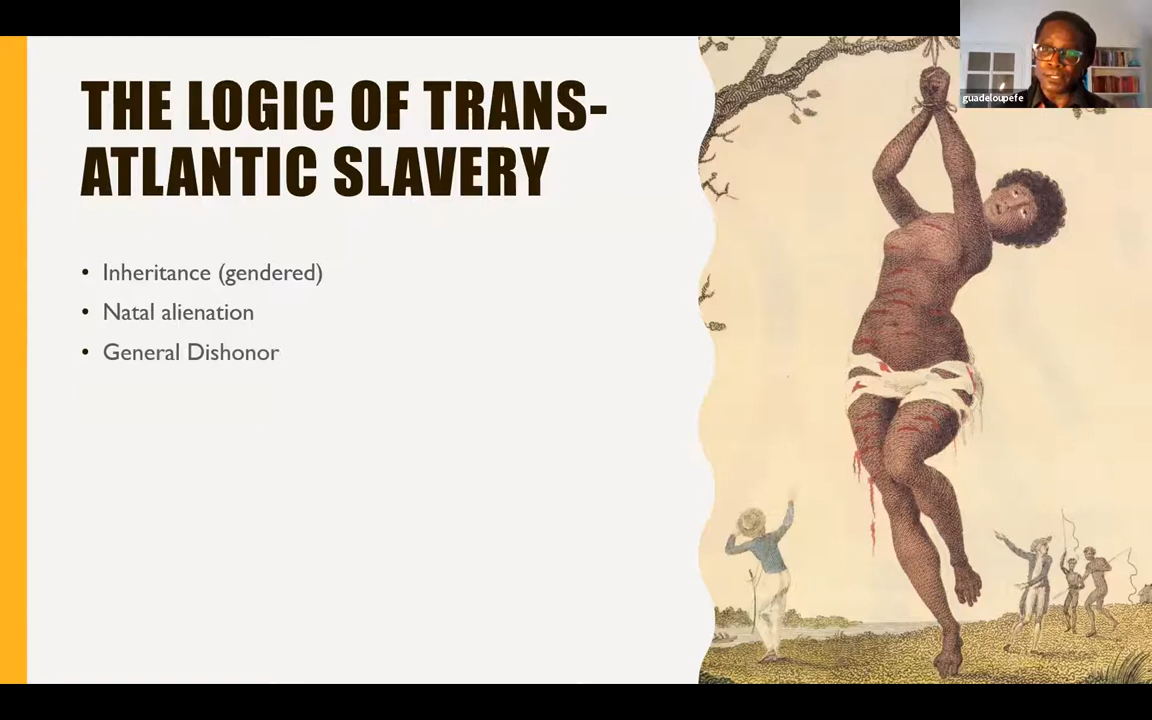 THE LOGIC OF TRANS-
ATLANTIC SLAVERY
• Inheritance (gendered)
• Natal alienation
• General Dishonor
guadeloupefe